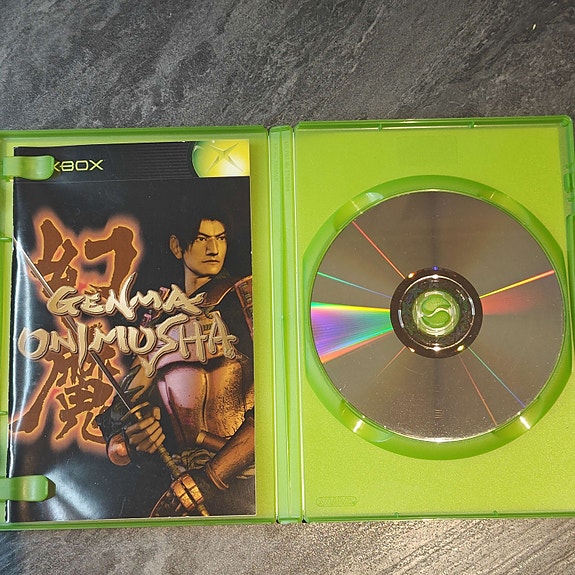 XBOX
幻
魔
GENMA
ONIMUSHA